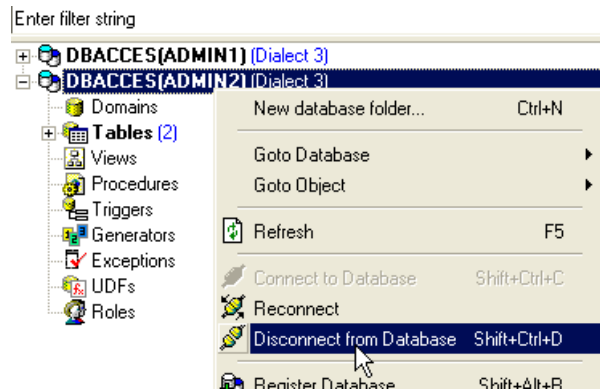 Enter filter string
DBACCES(ADMIN1) (Dialect 3)
DBACCES(ADMIN2) (Dialect 3)
Domains
Tables (2)
Views
Procedures
Triggers
Generators
Exceptions
UDFs
Roles
New database folder... Ctrl+N
Goto Database
Goto Object
Refresh F5
Connect to Database Shift+Ctrl+C
Reconnect
Disconnect from Database Shift+Ctrl+D
Register Database Shift+Alt+R